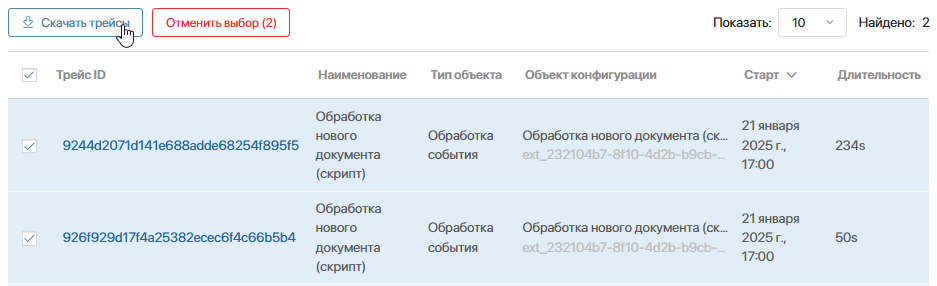 Скачать трейсы Отменить выбор (2) Показать: 10 Найдено: 2
Трейс ID Наименование Тип объекта Объект конфигурации Старт Длительность
9244d2071d141e688adde68254f895f5
Обработка
нового
документа
(скрипт)
Обработка
события
Обработка нового документа (ск...
ext_232104b7-8f10-4d2b-b9cb-...
21 января
2025 г.,
17:00
234s
926f929d17f4a25382ecec6f4c66b5b4
Обработка
нового
документа
(скрипт)
Обработка
события
Обработка нового документа (ск...
ext_232104b7-8f10-4d2b-b9cb-...
21 января
2025 г.,
17:00
50s